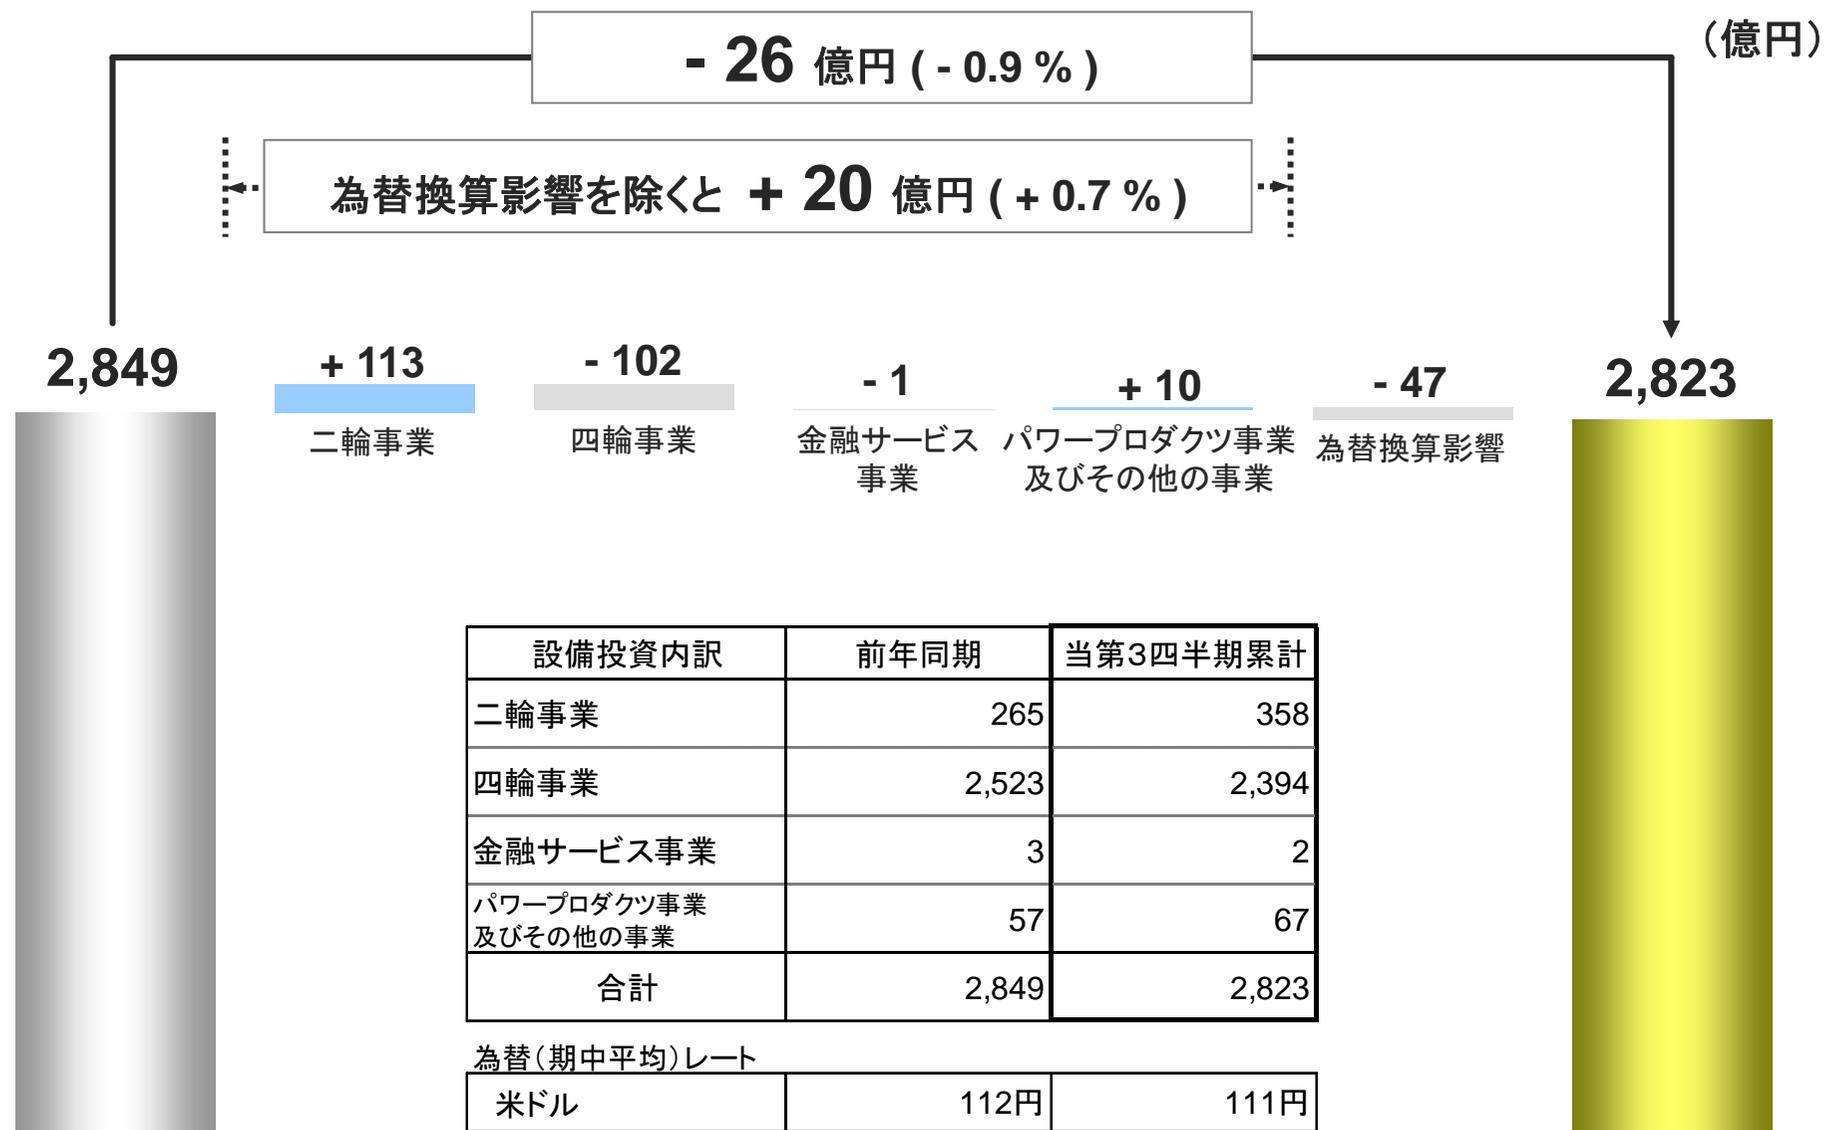 (億円)
- 26 億円 ( - 0.9 % )
為替換算影響を除くと + 20 億円 ( + 0.7 % )
2,849
+ 113
- 102
- 1
+ 10
- 47
2,823
二輪事業
四輪事業
金融サービス
事業
パワープロダクツ事業
及びその他の事業
為替換算影響
設備投資内訳 前年同期 当第3四半期累計
二輪事業 265 358
四輪事業 2,523 2,394
金融サービス事業 3 2
パワープロダクツ事業
及びその他の事業 57 67
合計 2,849 2,823
為替(期中平均)レート
米ドル 112円 111円